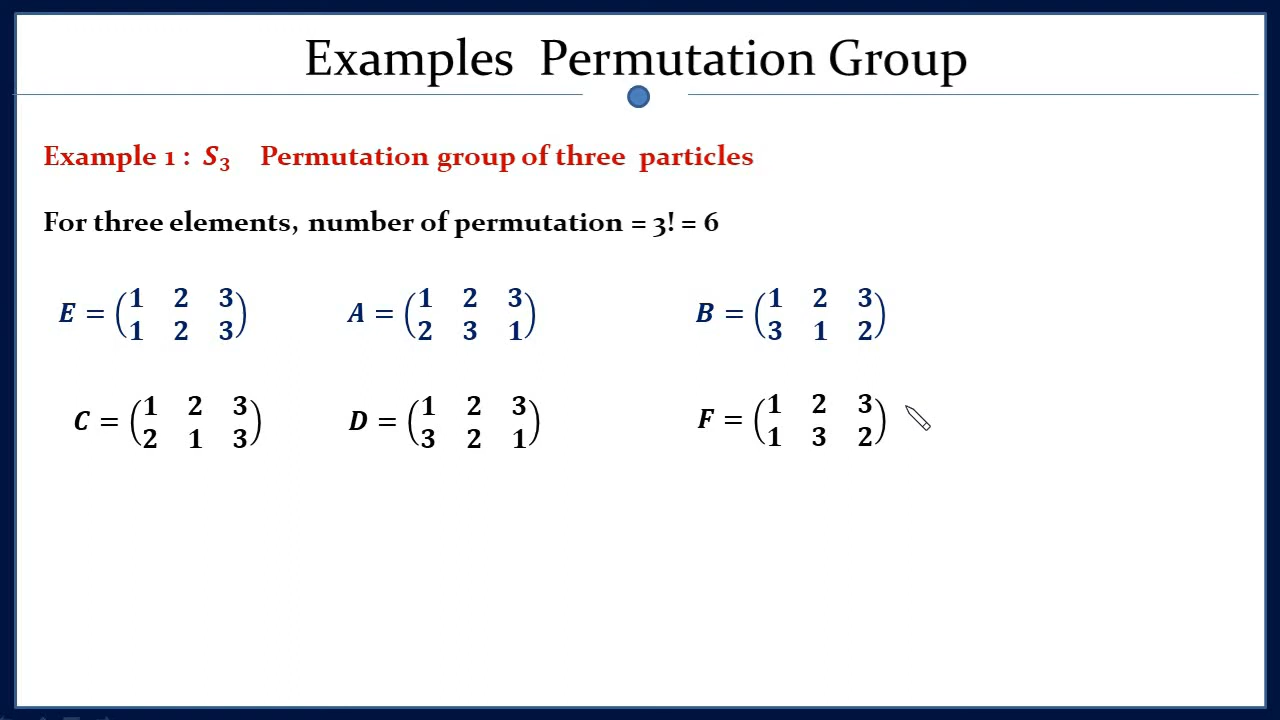 Examples Permutation Group
Example 1 : S₃ Permutation group of three particles
For three elements, number of permutation = 3! = 6
E = (1 2 3
1 2 3)
A = (1 2 3
2 3 1)
B = (1 2 3
3 1 2)
C = (1 2 3
2 1 3)
D = (1 2 3
3 2 1)
F = (1 2 3
1 3 2)